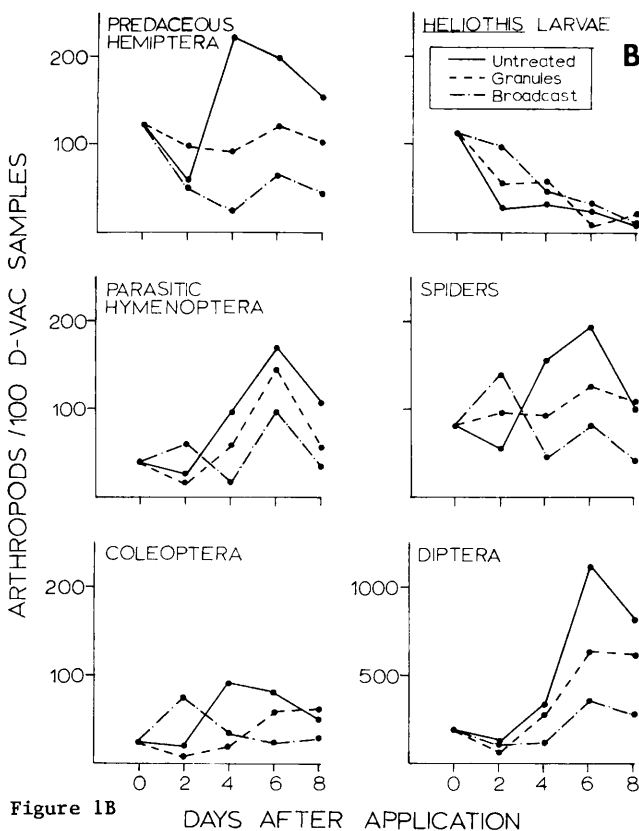 PREDACEOUS
HEMIPTERA
200
100
HELIOTHIS LARVAE
B
Untreated
Granules
Broadcast
PARASITIC
HYMENOPTERA
200
100
SPIDERS
COLEOPTERA
200
100
0 2 4 6 8
DIPTERA
1000
500
0 2 4 6 8
ARTHROPODS /100 D-VAC SAMPLES
Figure 1B
DAYS AFTER APPLICATION